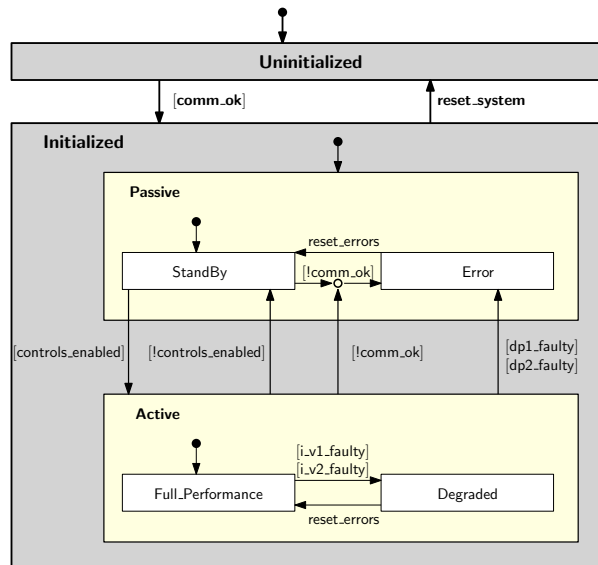 Uninitialized
[comm_ok]
reset_system
Initialized
Passive
reset_errors
StandBy
[!comm_ok]
Error
[controls_enabled]
[!controls_enabled]
[!comm_ok]
[dp1_faulty]
[dp2_faulty]
Active
[i_v1_faulty]
[i_v2_faulty]
Full_Performance
Degraded
reset_errors